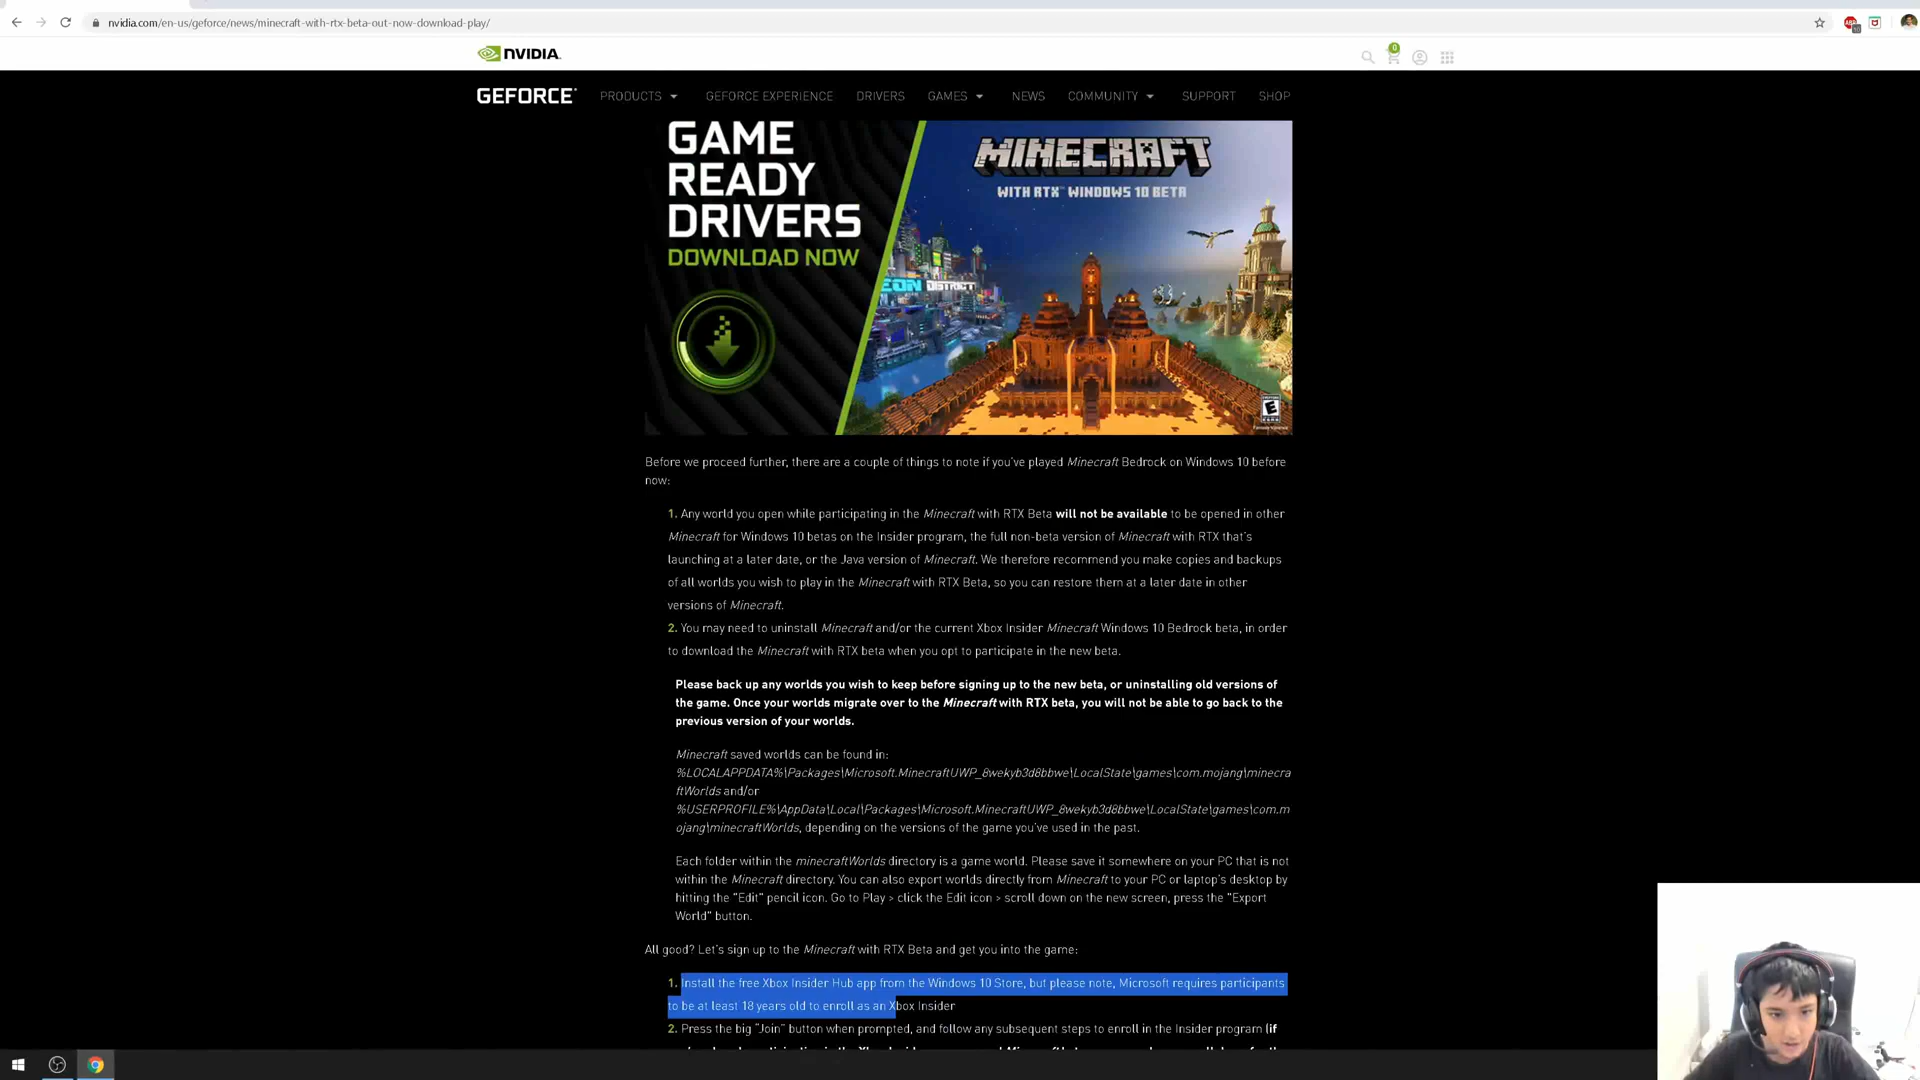 nvidia.com/en-us/geforce/news/minecraft-with-rtx-beta-out-now-download-play/
NVIDIA.
0
GEFORCE
PRODUCTS
GEFORCE EXPERIENCE
DRIVERS
GAMES
NEWS
COMMUNITY
SUPPORT
SHOP
GAME
READY
DRIVERS
DOWNLOAD NOW
MINECRAFT
WITH RTX™ WINDOWS 10 BETA
EON DISTRICT
E
Before we proceed further, there are a couple of things to note if you've played Minecraft Bedrock on Windows 10 before
now:
1. Any world you open while participating in the Minecraft with RTX Beta will not be available to be opened in other
Minecraft for Windows 10 betas on the Insider program, the full non-beta version of Minecraft with RTX that's
launching at a later date, or the Java version of Minecraft. We therefore recommend you make copies and backups
of all worlds you wish to play in the Minecraft with RTX Beta, so you can restore them at a later date in other
versions of Minecraft.
2. You may need to uninstall Minecraft and/or the current Xbox Insider Minecraft Windows 10 Bedrock beta, in order
to download the Minecraft with RTX beta when you opt to participate in the new beta.
Please back up any worlds you wish to keep before signing up to the new beta, or uninstalling old versions of
the game. Once your worlds migrate over to the Minecraft with RTX beta, you will not be able to go back to the
previous version of your worlds.
Minecraft saved worlds can be found in:
%LOCALAPPDATA%\Packages\Microsoft.MinecraftUWP_8wekyb3d8bbwe\LocalState\games\com.mojang\minecra
ftWorlds and/or
%USERPROFILE%\AppData\Local\Packages\Microsoft.MinecraftUWP_8wekyb3d8bbwe\LocalState\games\com.m
ojang\minecraftWorlds, depending on the versions of the game you've used in the past.
Each folder within the minecraftWorlds directory is a game world. Please save it somewhere on your PC that is not
within the Minecraft directory. You can also export worlds directly from Minecraft to your PC or laptop's desktop by
hitting the "Edit" pencil icon. Go to Play > click the Edit icon > scroll down on the new screen, press the "Export
World" button.
All good? Let's sign up to the Minecraft with RTX Beta and get you into the game:
1. Install the free Xbox Insider Hub app from the Windows 10 Store, but please note, Microsoft requires participants
to be at least 18 years old to enroll as an Xbox Insider
2. Press the big "Join" button when prompted, and follow any subsequent steps to enroll in the Insider program (if